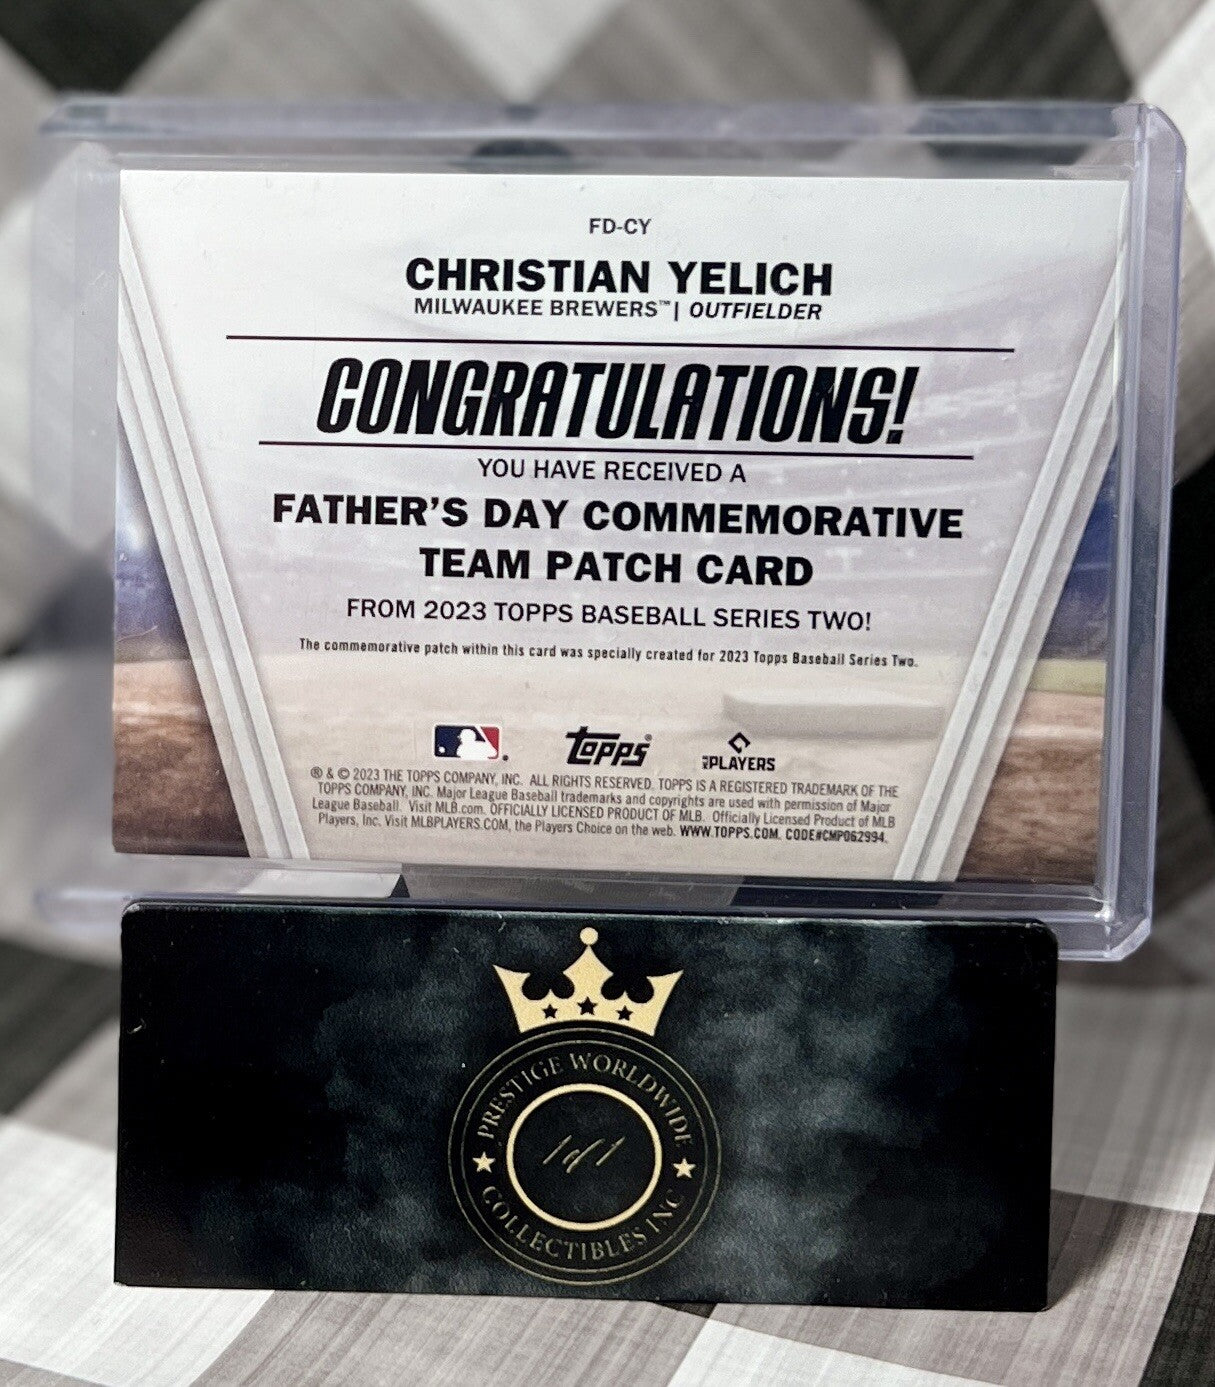 FD-CY
CHRISTIAN YELICH
MILWAUKEE BREWERS™ | OUTFIELDER
CONGRATULATIONS!
YOU HAVE RECEIVED A
FATHER'S DAY COMMEMORATIVE
TEAM PATCH CARD
FROM 2023 TOPPS BASEBALL SERIES TWO!
The commemorative patch within this card was specially created for 2023 Topps Baseball Series Two.
topps®
MLB PLAYERS
® & © 2023 THE TOPPS COMPANY, INC. ALL RIGHTS RESERVED. TOPPS IS A REGISTERED TRADEMARK OF THE
TOPPS COMPANY, INC. Major League Baseball trademarks and copyrights are used with permission of Major
League Baseball. Visit MLB.com. OFFICIALLY LICENSED PRODUCT OF MLB. Officially Licensed Product of MLB
Players, Inc. Visit MLBPLAYERS.COM, the Players Choice on the web. WWW.TOPPS.COM. CODE#CMP062994.
PRESTIGE WORLDWIDE
1of1
COLLECTIBLES INC